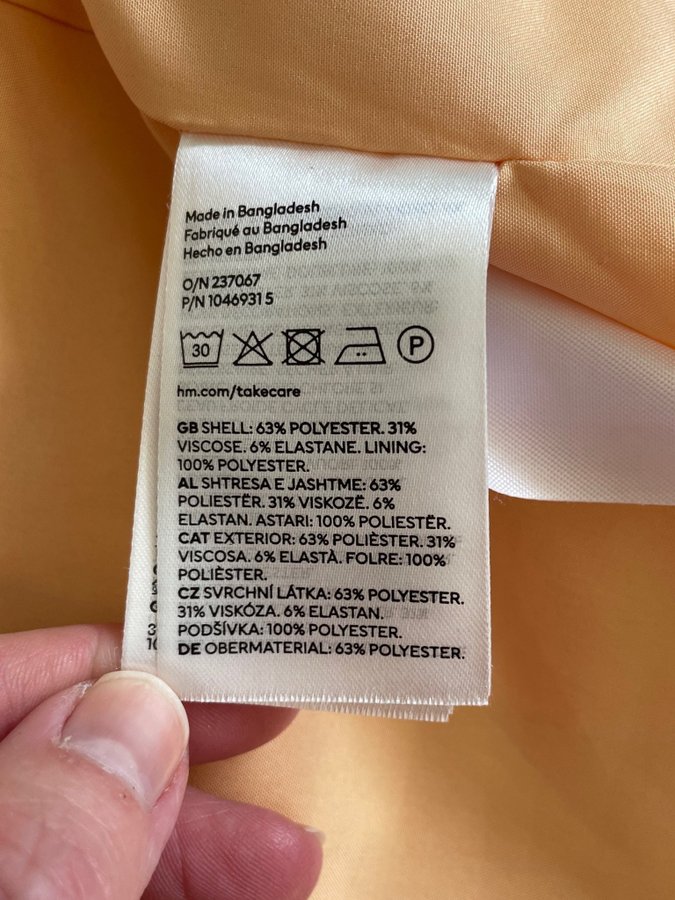 Made in Bangladesh
Fabriqué au Bangladesh
Hecho en Bangladesh
O/N 237067
P/N 1046931 5
30
P
hm.com/takecare
GB SHELL: 63% POLYESTER. 31%
VISCOSE. 6% ELASTANE. LINING:
100% POLYESTER.
AL SHTRESA E JASHTME: 63%
POLIESTËR. 31% VISKOZË. 6%
ELASTAN. ASTARI: 100% POLIESTËR.
CAT EXTERIOR: 63% POLIÈSTER. 31%
VISCOSA. 6% ELASTÀ. FOLRE: 100%
POLIÈSTER.
CZ SVRCHNÍ LÁTKA: 63% POLYESTER.
31% VISKÓZA. 6% ELASTAN.
PODŠÍVKA: 100% POLYESTER.
DE OBERMATERIAL: 63% POLYESTER.